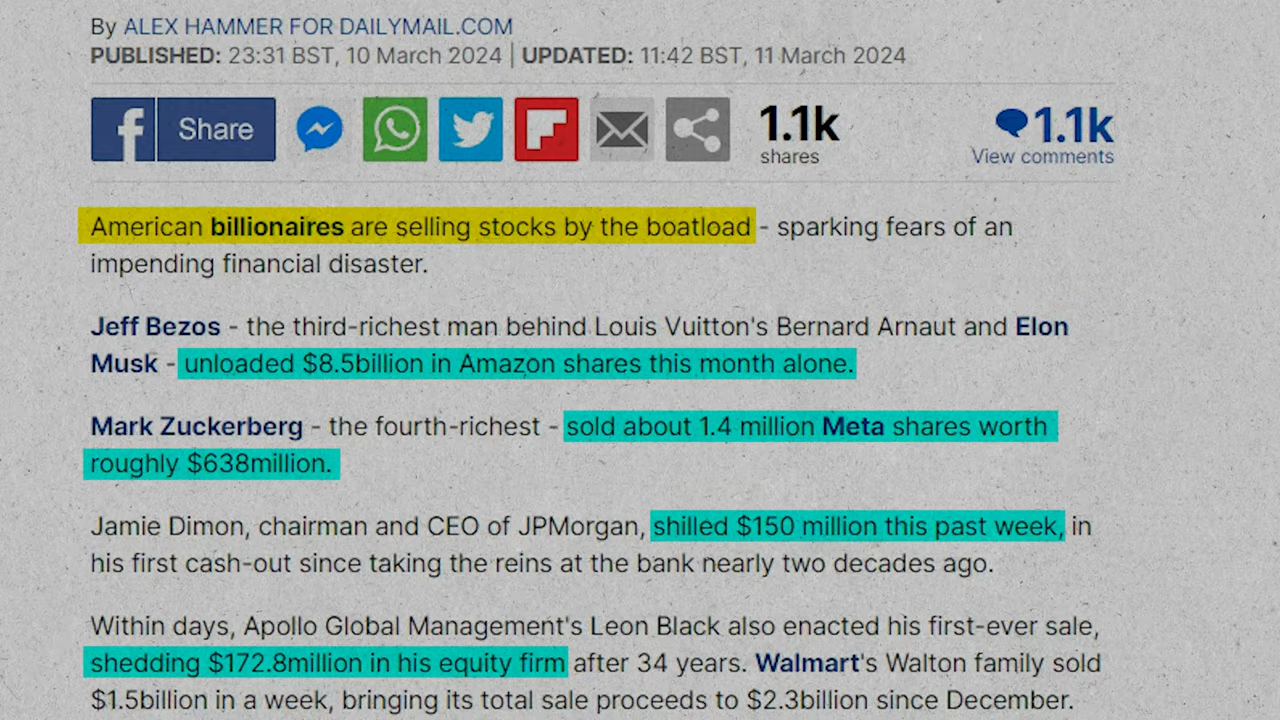 By ALEX HAMMER FOR DAILYMAIL.COM
PUBLISHED: 23:31 BST, 10 March 2024 | UPDATED: 11:42 BST, 11 March 2024
Share
1.1k
shares
1.1k
View comments
American billionaires are selling stocks by the boatload - sparking fears of an
impending financial disaster.
Jeff Bezos - the third-richest man behind Louis Vuitton's Bernard Arnaut and Elon
Musk - unloaded $8.5billion in Amazon shares this month alone.
Mark Zuckerberg - the fourth-richest - sold about 1.4 million Meta shares worth
roughly $638million.
Jamie Dimon, chairman and CEO of JPMorgan, shilled $150 million this past week, in
his first cash-out since taking the reins at the bank nearly two decades ago.
Within days, Apollo Global Management's Leon Black also enacted his first-ever sale,
shedding $172.8million in his equity firm after 34 years. Walmart's Walton family sold
$1.5billion in a week, bringing its total sale proceeds to $2.3billion since December.